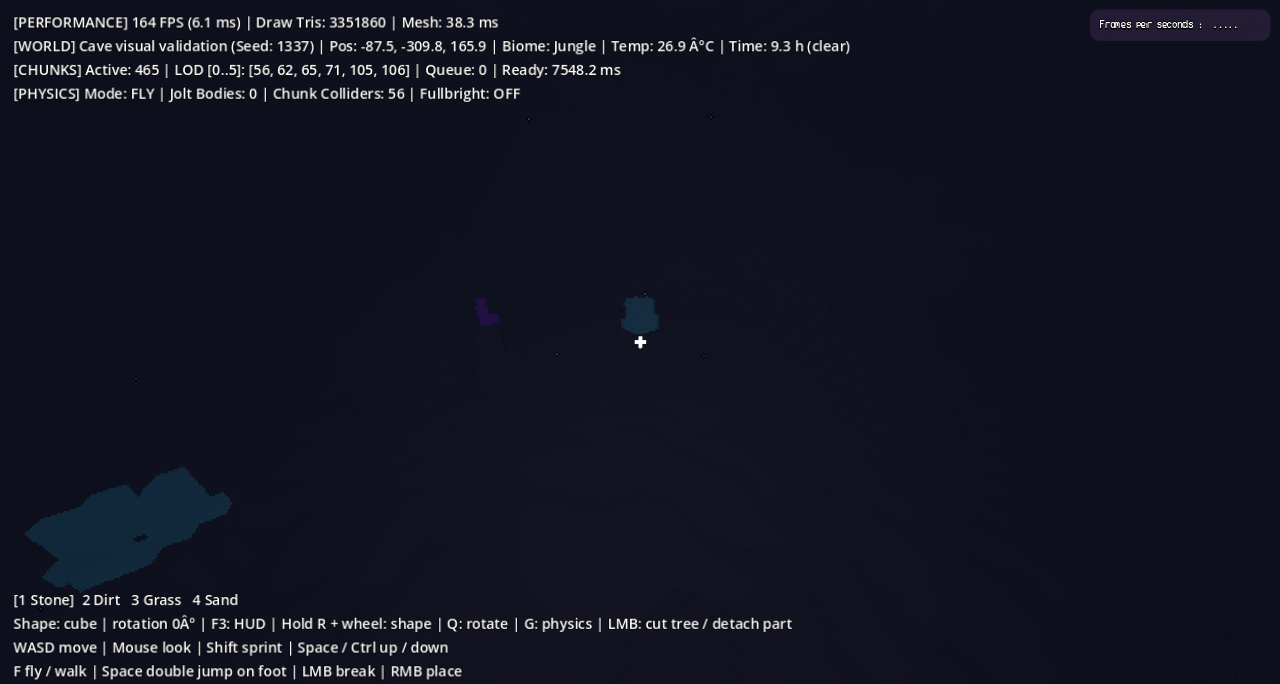 [PERFORMANCE] 164 FPS (6.1 ms) | Draw Tris: 3351860 | Mesh: 38.3 ms
Frames per seconds : .....
[WORLD] Cave visual validation (Seed: 1337) | Pos: -87.5, -309.8, 165.9 | Biome: Jungle | Temp: 26.9 Â°C | Time: 9.3 h (clear)
[CHUNKS] Active: 465 | LOD [0..5]: [56, 62, 65, 71, 105, 106] | Queue: 0 | Ready: 7548.2 ms
[PHYSICS] Mode: FLY | Jolt Bodies: 0 | Chunk Colliders: 56 | Fullbright: OFF
[1 Stone] 2 Dirt 3 Grass 4 Sand
Shape: cube | rotation 0Â° | F3: HUD | Hold R + wheel: shape | Q: rotate | G: physics | LMB: cut tree / detach part
WASD move | Mouse look | Shift sprint | Space / Ctrl up / down
F fly / walk | Space double jump on foot | LMB break | RMB place